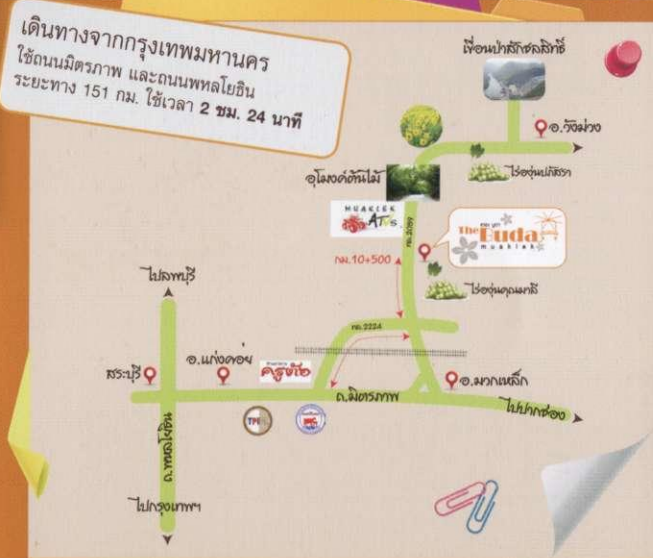 เดินทางจากกรุงเทพมหานคร
ใช้ถนนมิตรภาพ และถนนพหลโยธิน
ระยะทาง 151 กม. ใช้เวลา 2 ชม. 24 นาที
เขื่อนป่าสักชลสิทธิ์
อ.วังม่วง
ไร่องุ่นปภัสรา
อุโมงค์ต้นไม้
MUAKLEK
ATVs
ทล.2089
The Buda
muaklek
กม.10+500
ไร่องุ่นคุณมาลี
ไปลพบุรี
ทล.2224
สระบุรี
อ.แก่งคอย
ครูต้อ
อ.มวกเหล็ก
ถ.มิตรภาพ
ไปปากช่อง
ถ.พหลโยธิน
ไปกรุงเทพฯ